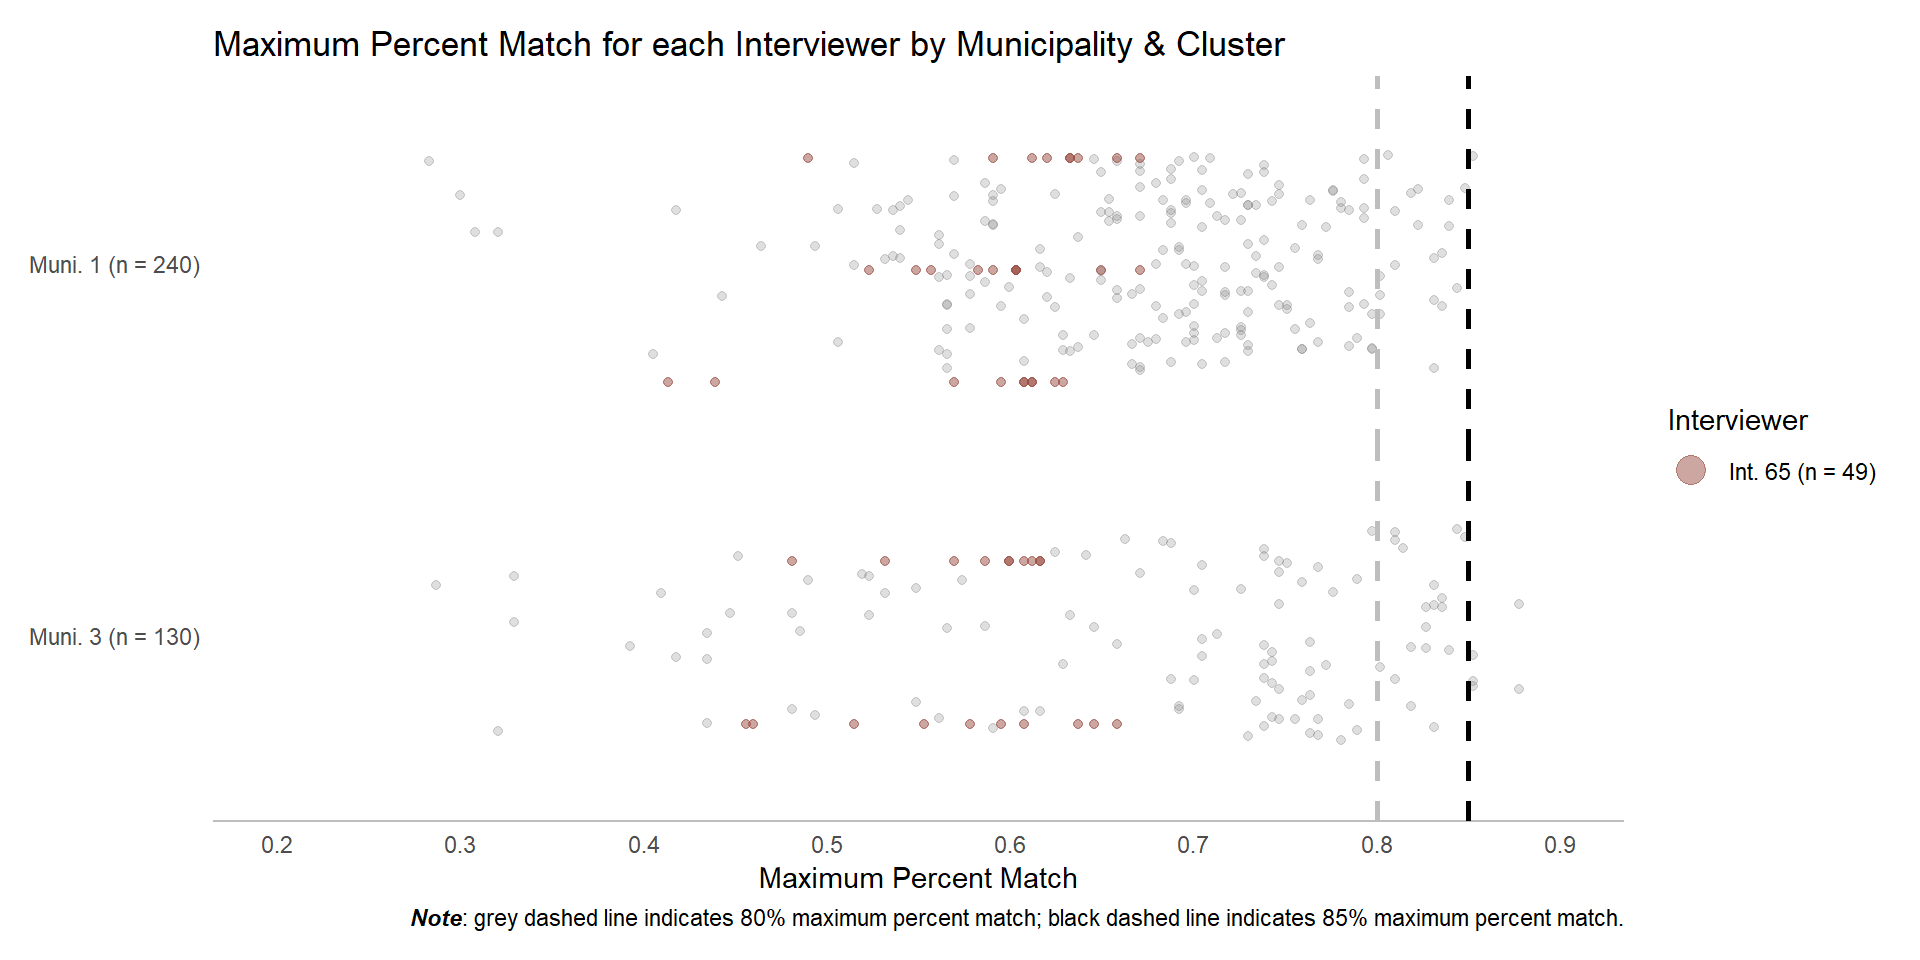 Maximum Percent Match for each Interviewer by Municipality & Cluster
Muni. 1 (n = 240)
Muni. 3 (n = 130)
Interviewer
Int. 65 (n = 49)
0.2 0.3 0.4 0.5 0.6 0.7 0.8 0.9
Maximum Percent Match
Note: grey dashed line indicates 80% maximum percent match; black dashed line indicates 85% maximum percent match.